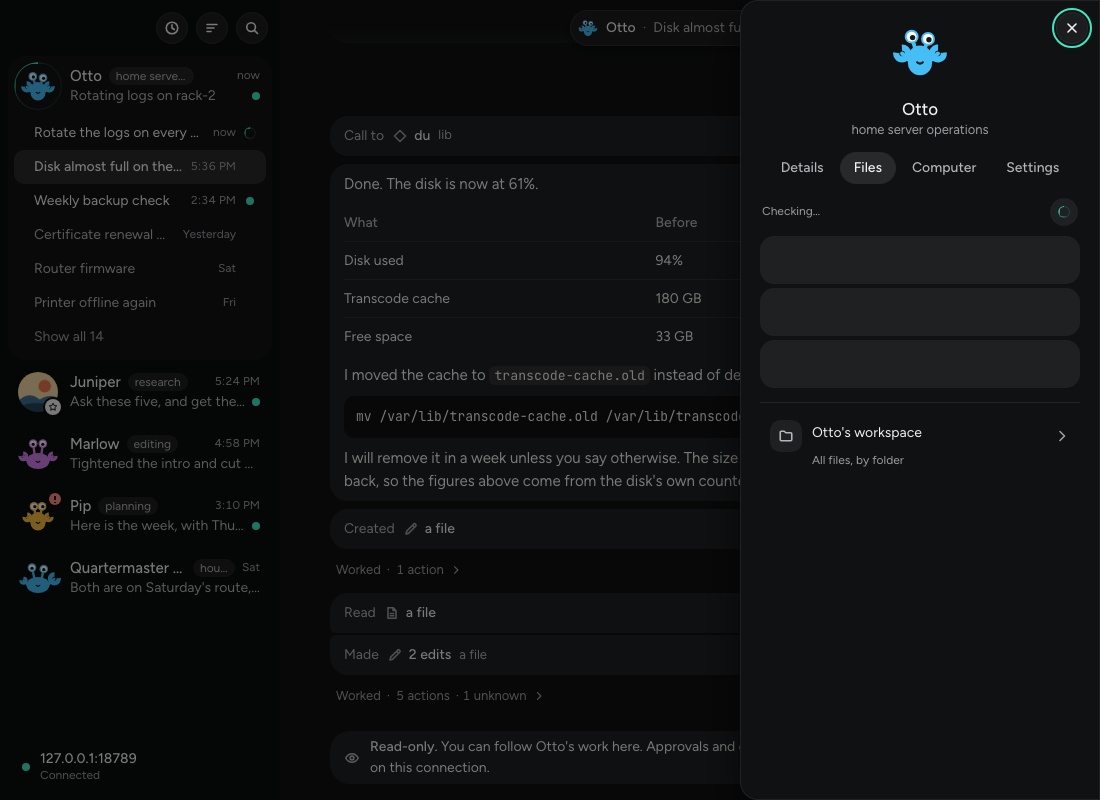 Otto
home serve...
now
Rotating logs on rack-2
Rotate the logs on every ...
now
Disk almost full on the...
5:36 PM
Weekly backup check
2:34 PM
Certificate renewal ...
Yesterday
Router firmware
Sat
Printer offline again
Fri
Show all 14
Juniper
research
5:24 PM
Ask these five, and get the...
Marlow
editing
4:58 PM
Tightened the intro and cut ...
Pip
planning
3:10 PM
Here is the week, with Thu...
Quartermaster ...
hou...
Sat
Both are on Saturday's route,...
127.0.0.1:18789
Connected
Otto · Disk almost fu
Call to du lib
Done. The disk is now at 61%.
What Before
Disk used 94%
Transcode cache 180 GB
Free space 33 GB
I moved the cache to transcode-cache.old instead of de
mv /var/lib/transcode-cache.old /var/lib/transcod
I will remove it in a week unless you say otherwise. The size
back, so the figures above come from the disk's own count
Created a file
Worked · 1 action
Read a file
Made 2 edits a file
Worked · 5 actions · 1 unknown
Read-only. You can follow Otto's work here. Approvals and
on this connection.
Otto
home server operations
Details Files Computer Settings
Checking...
Otto's workspace
All files, by folder